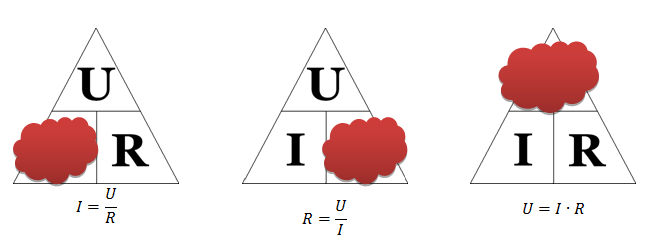 U
R
I = U/R
U
I
R = U/I
I R
U = I · R